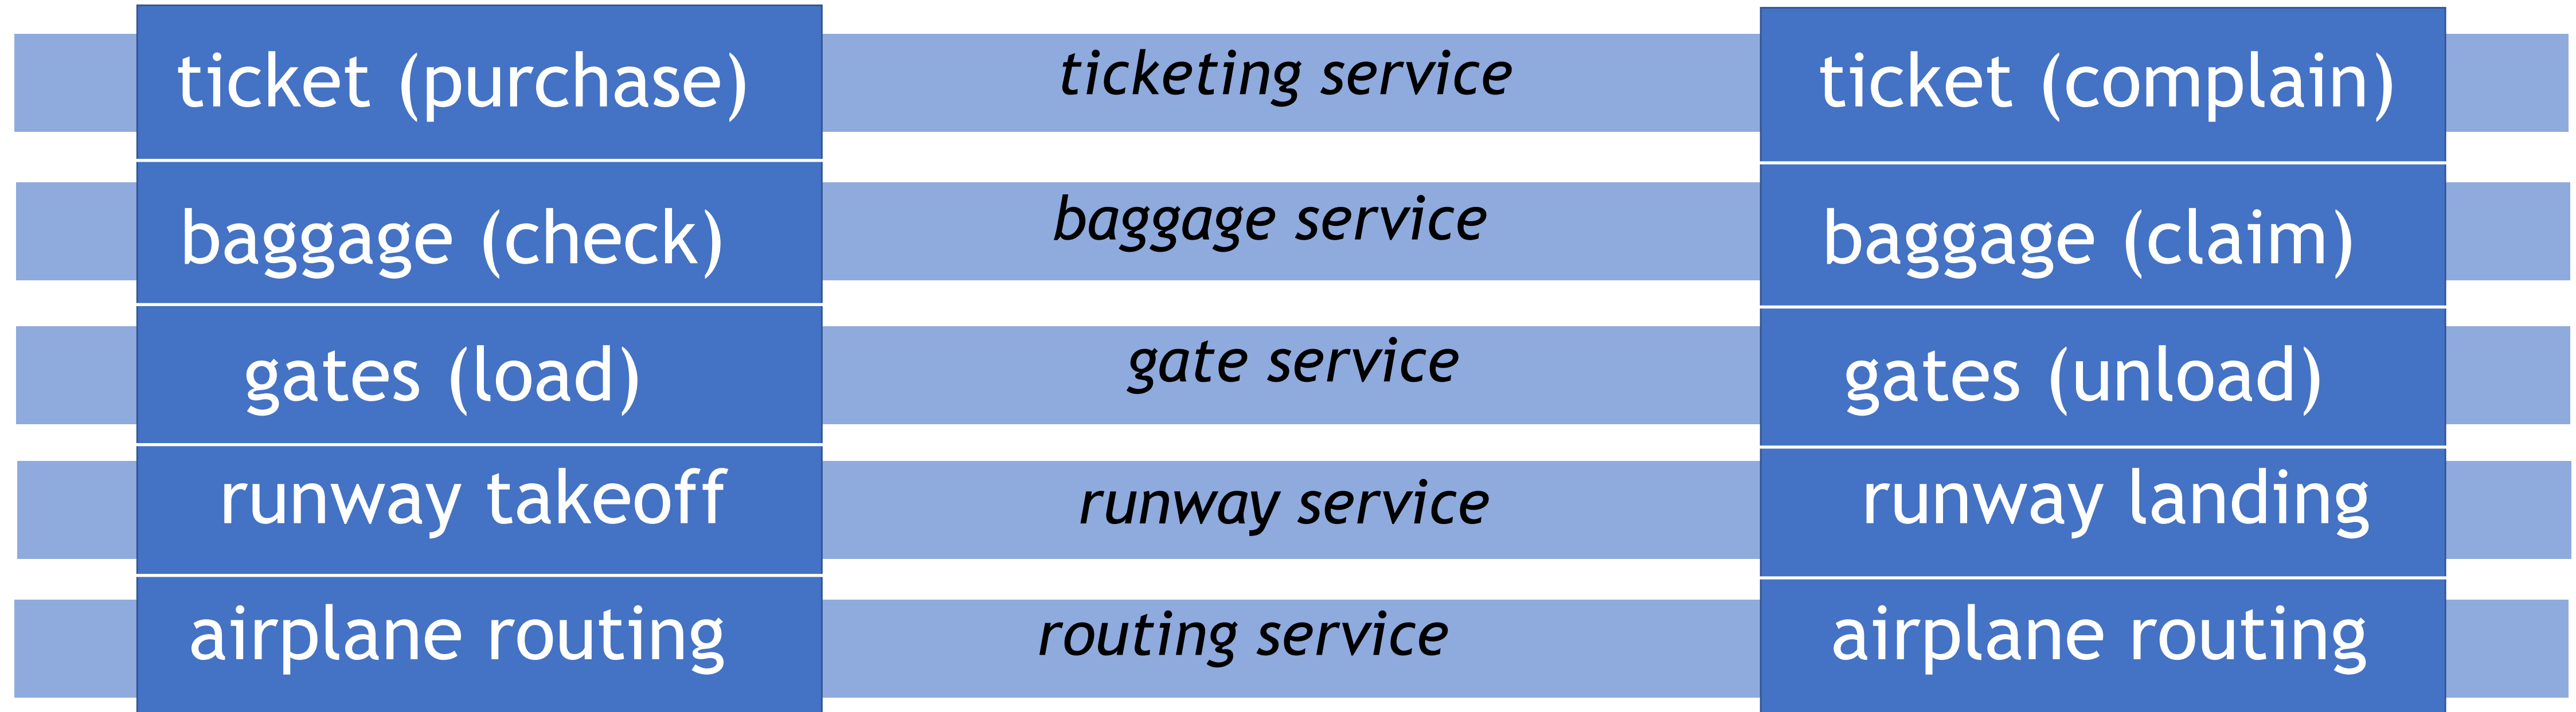 ticket (purchase)
ticketing service
ticket (complain)
baggage (check)
baggage service
baggage (claim)
gates (load)
gate service
gates (unload)
runway takeoff
runway service
runway landing
airplane routing
routing service
airplane routing